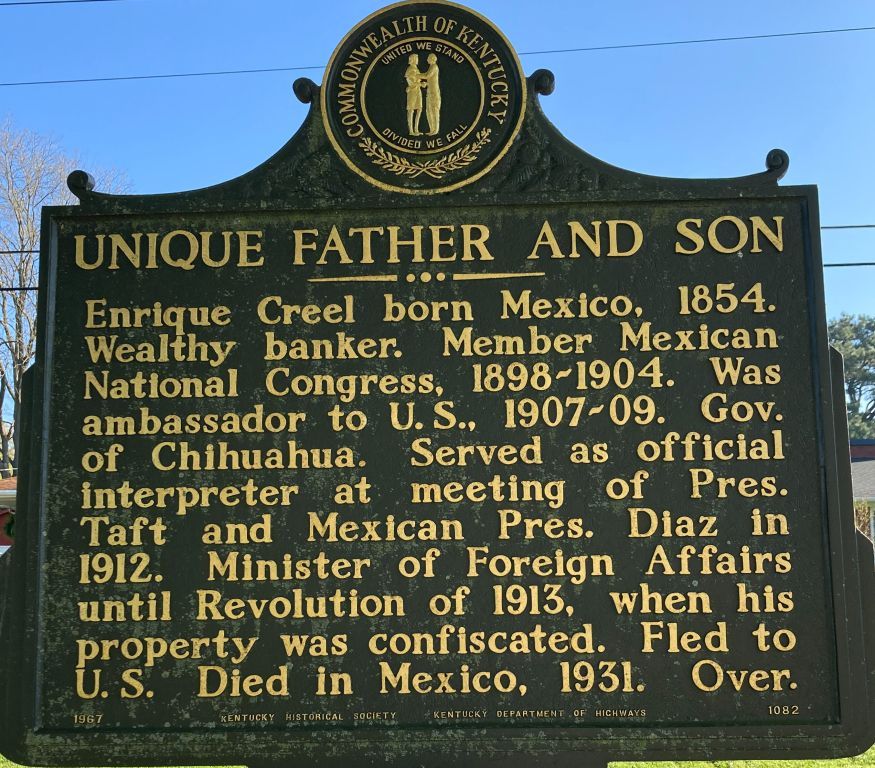 COMMONWEALTH OF KENTUCKY
UNITED WE STAND
DIVIDED WE FALL
UNIQUE FATHER AND SON
Enrique Creel born Mexico, 1854.
Wealthy banker. Member Mexican
National Congress, 1898-1904. Was
ambassador to U.S., 1907-09. Gov.
of Chihuahua. Served as official
interpreter at meeting of Pres.
Taft and Mexican Pres. Diaz in
1912. Minister of Foreign Affairs
until Revolution of 1913, when his
property was confiscated. Fled to
U.S. Died in Mexico, 1931. Over.
1967 KENTUCKY HISTORICAL SOCIETY KENTUCKY DEPARTMENT OF HIGHWAYS 1082